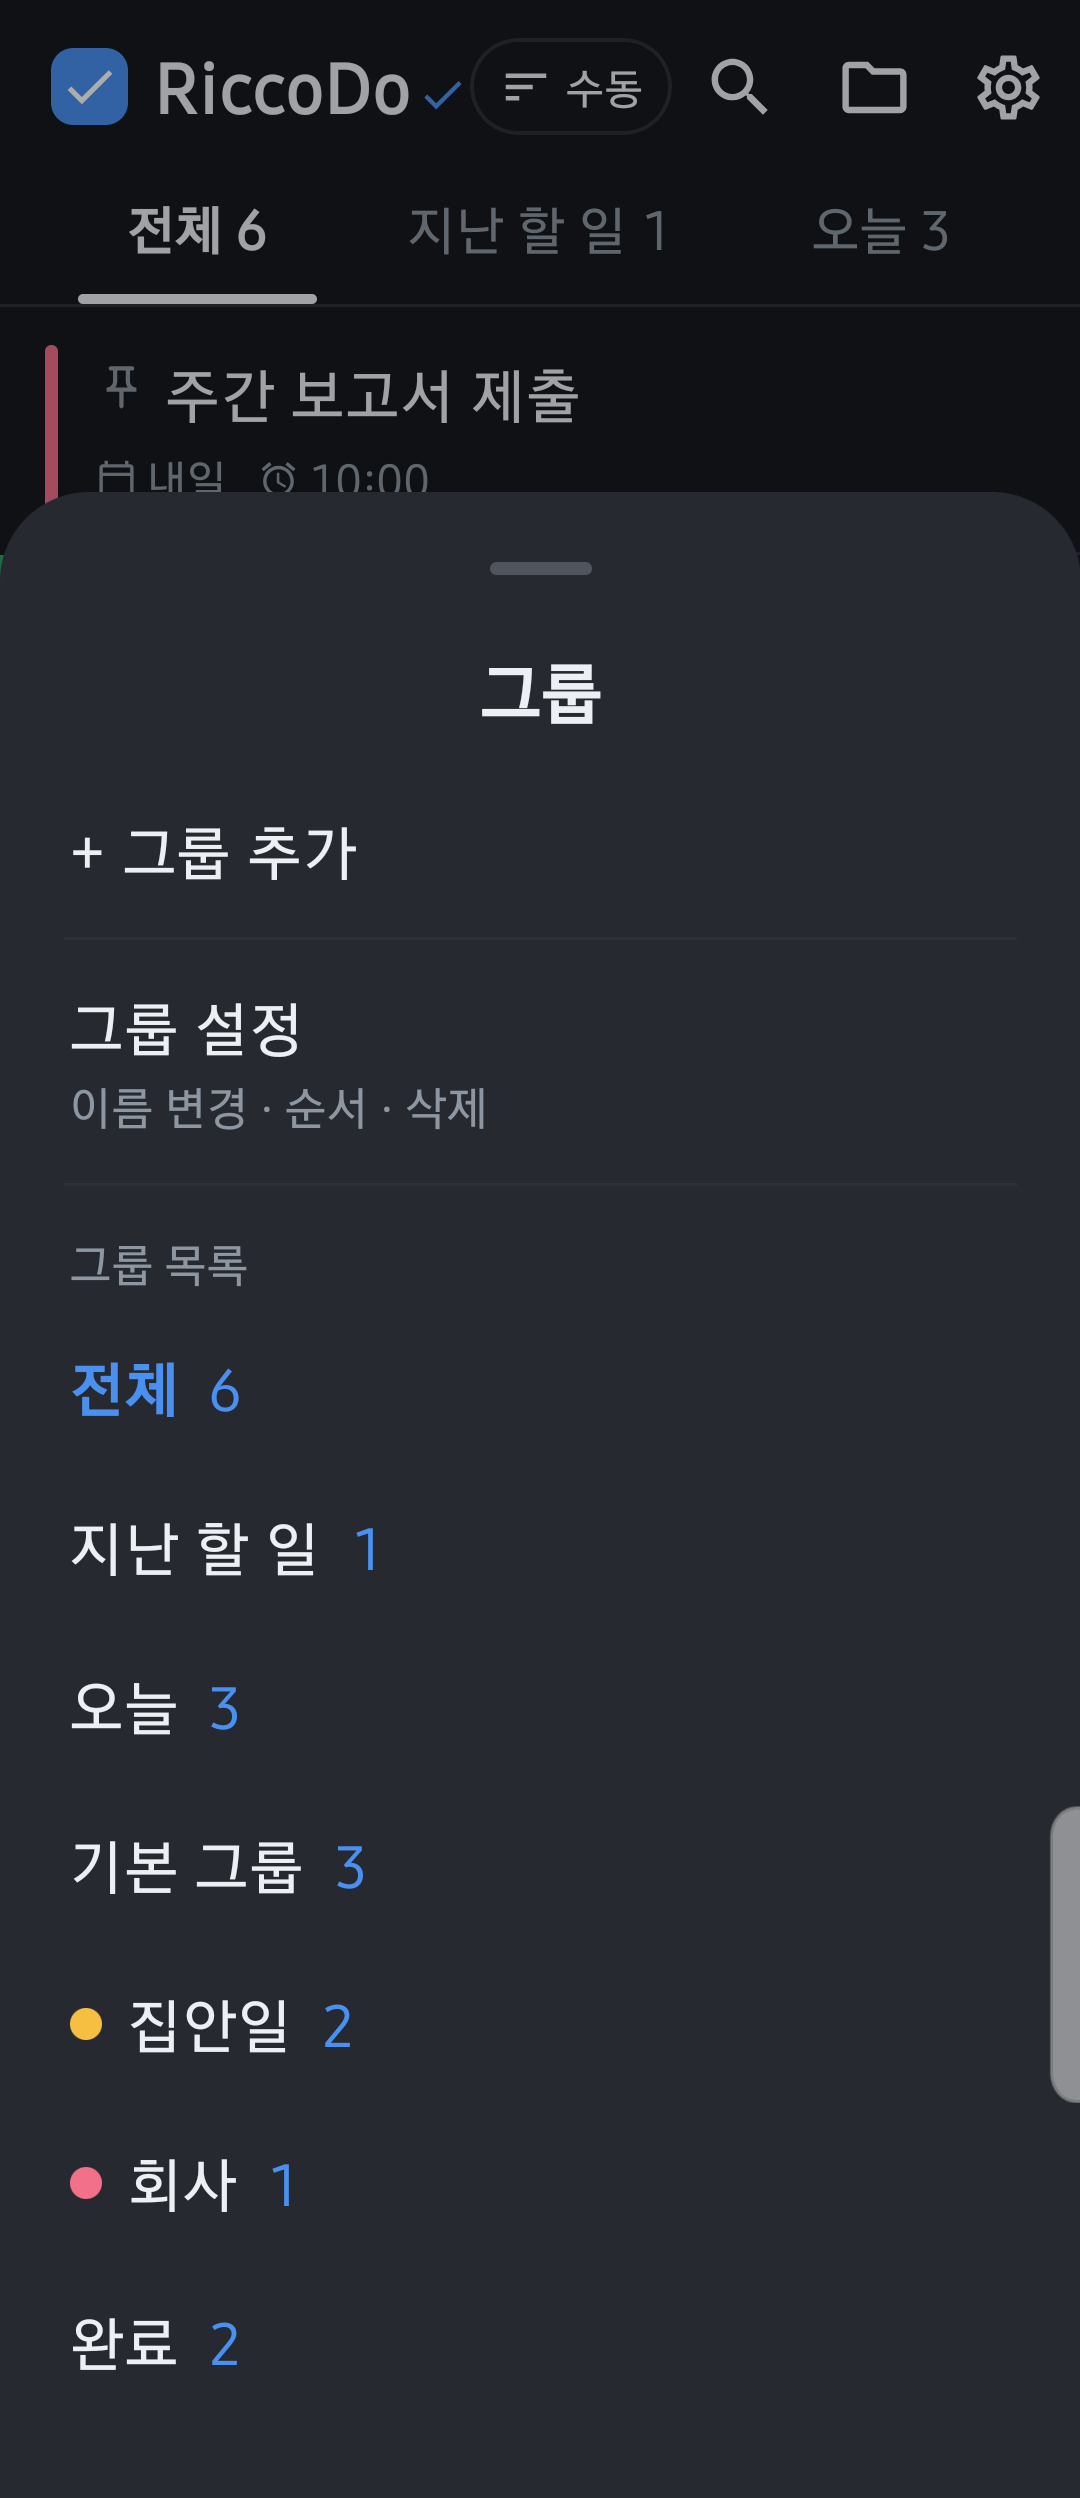 RiccoDo 수동
전체 6 지난 할 일 1 오늘 3
주간 보고서 제출
내일 10:00
그룹
+ 그룹 추가
그룹 설정
이름 변경 · 순서 · 삭제
그룹 목록
전체 6
지난 할 일 1
오늘 3
기본 그룹 3
집안일 2
회사 1
완료 2